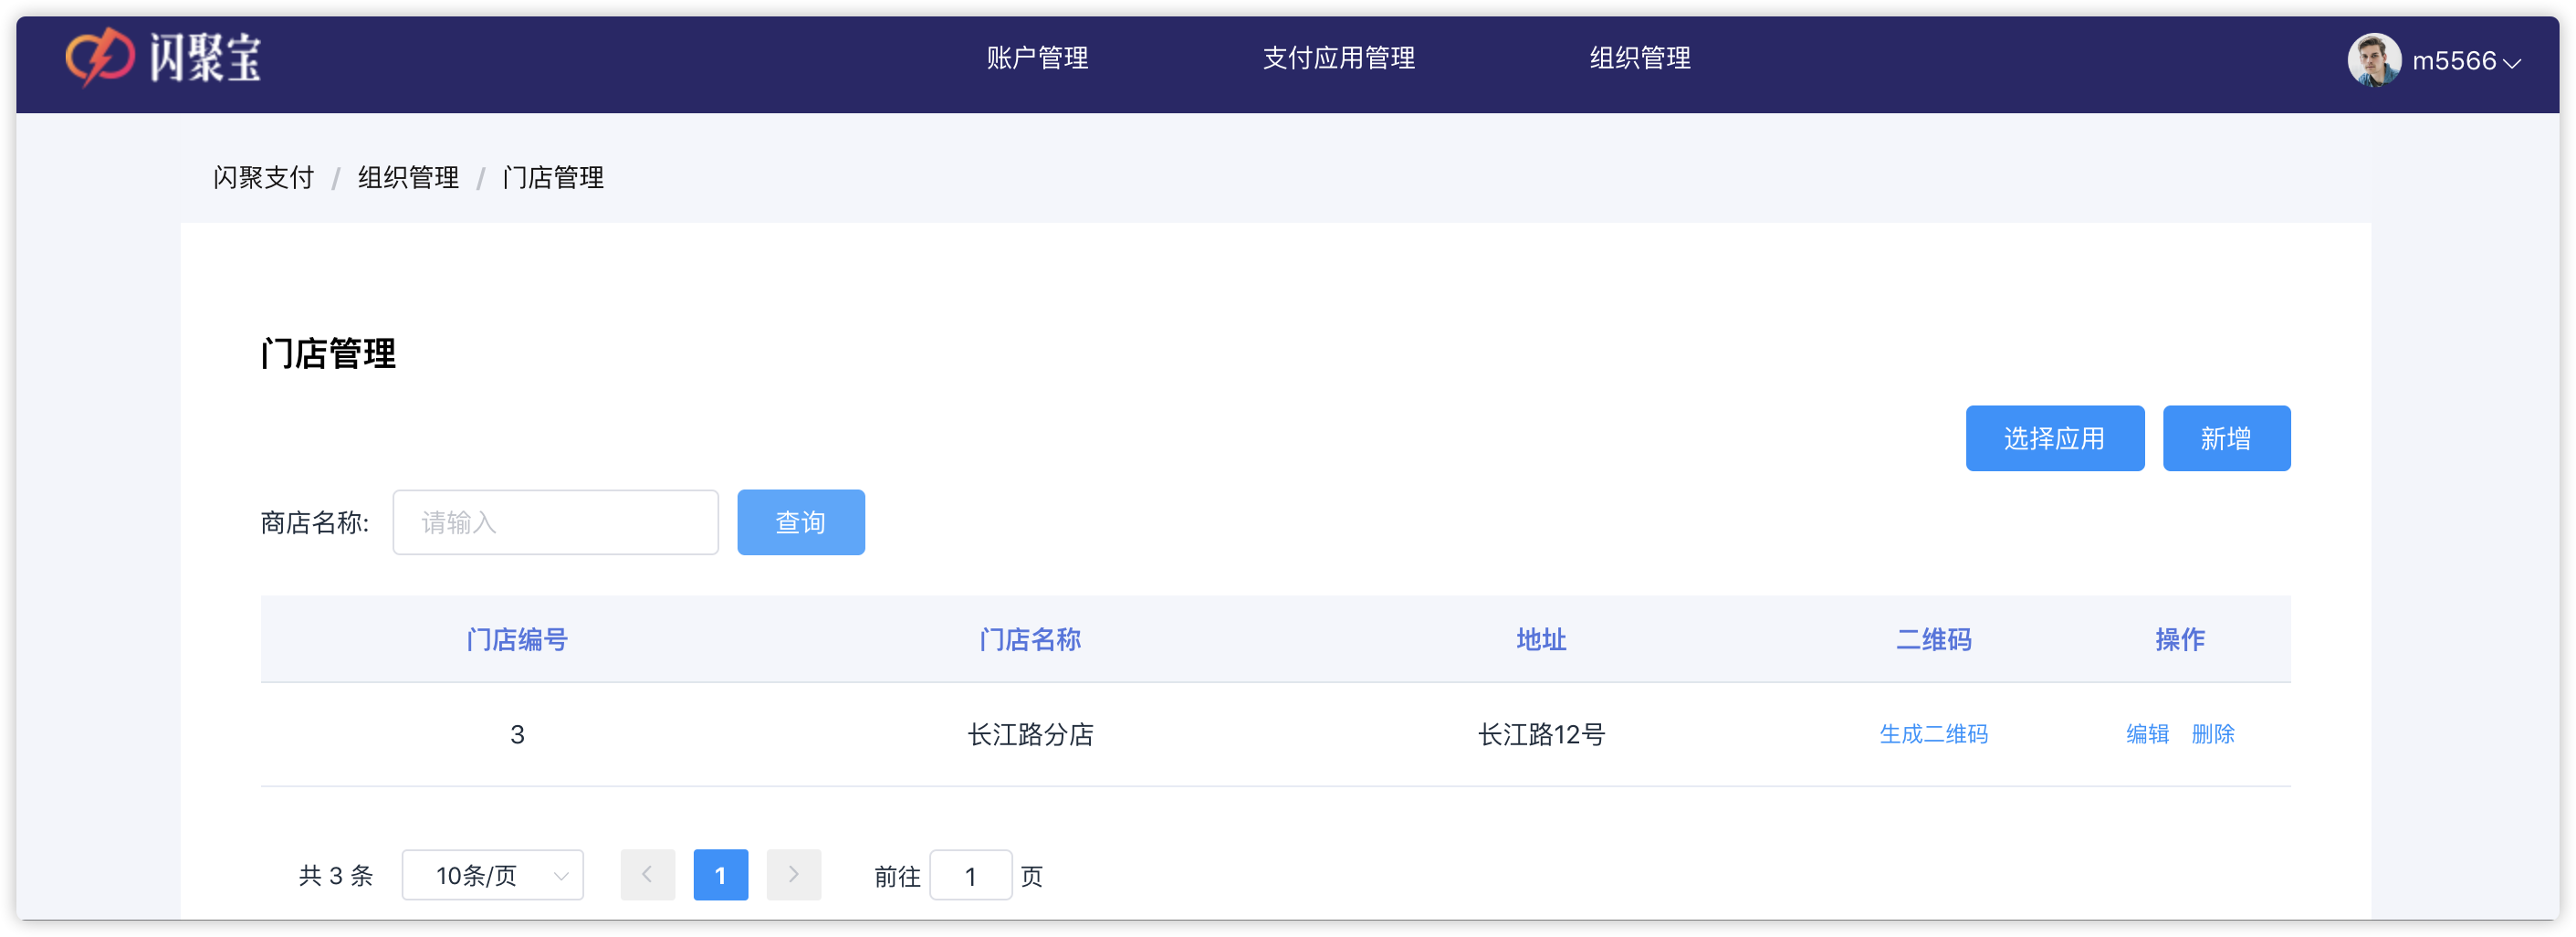 闪聚宝 账户管理 支付应用管理 组织管理 m5566
闪聚支付 / 组织管理 / 门店管理
门店管理
选择应用 新增
商店名称: 请输入 查询
门店编号 门店名称 地址 二维码 操作
3 长江路分店 长江路12号 生成二维码 编辑 删除
共 3 条 10条/页 1 前往 1 页